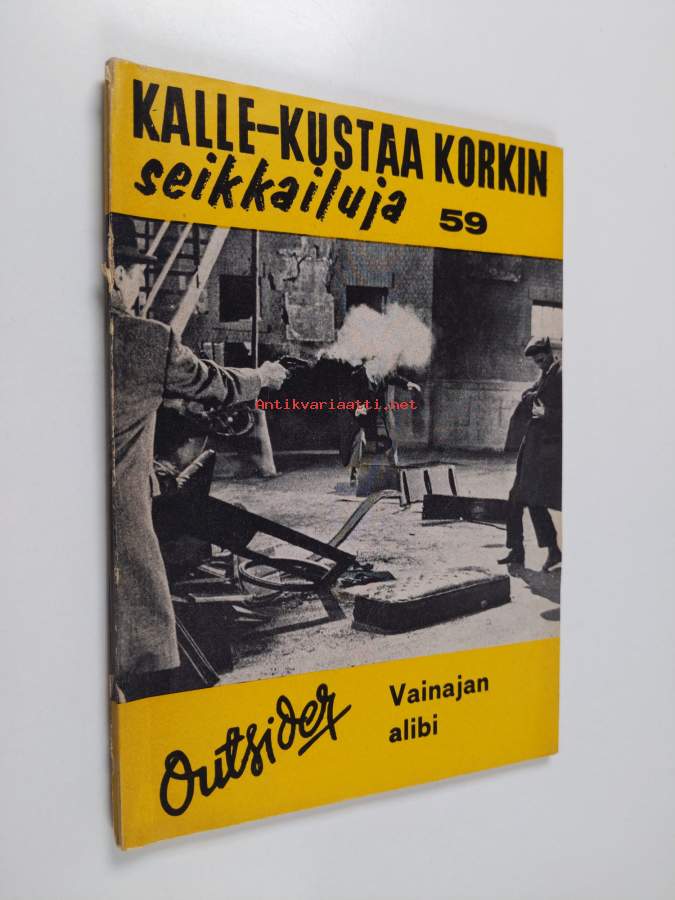 KALLE-KUSTAA KORKIN
seikkailuja 59
Antikvariaatti.net
Outsider
Vainajan
alibi